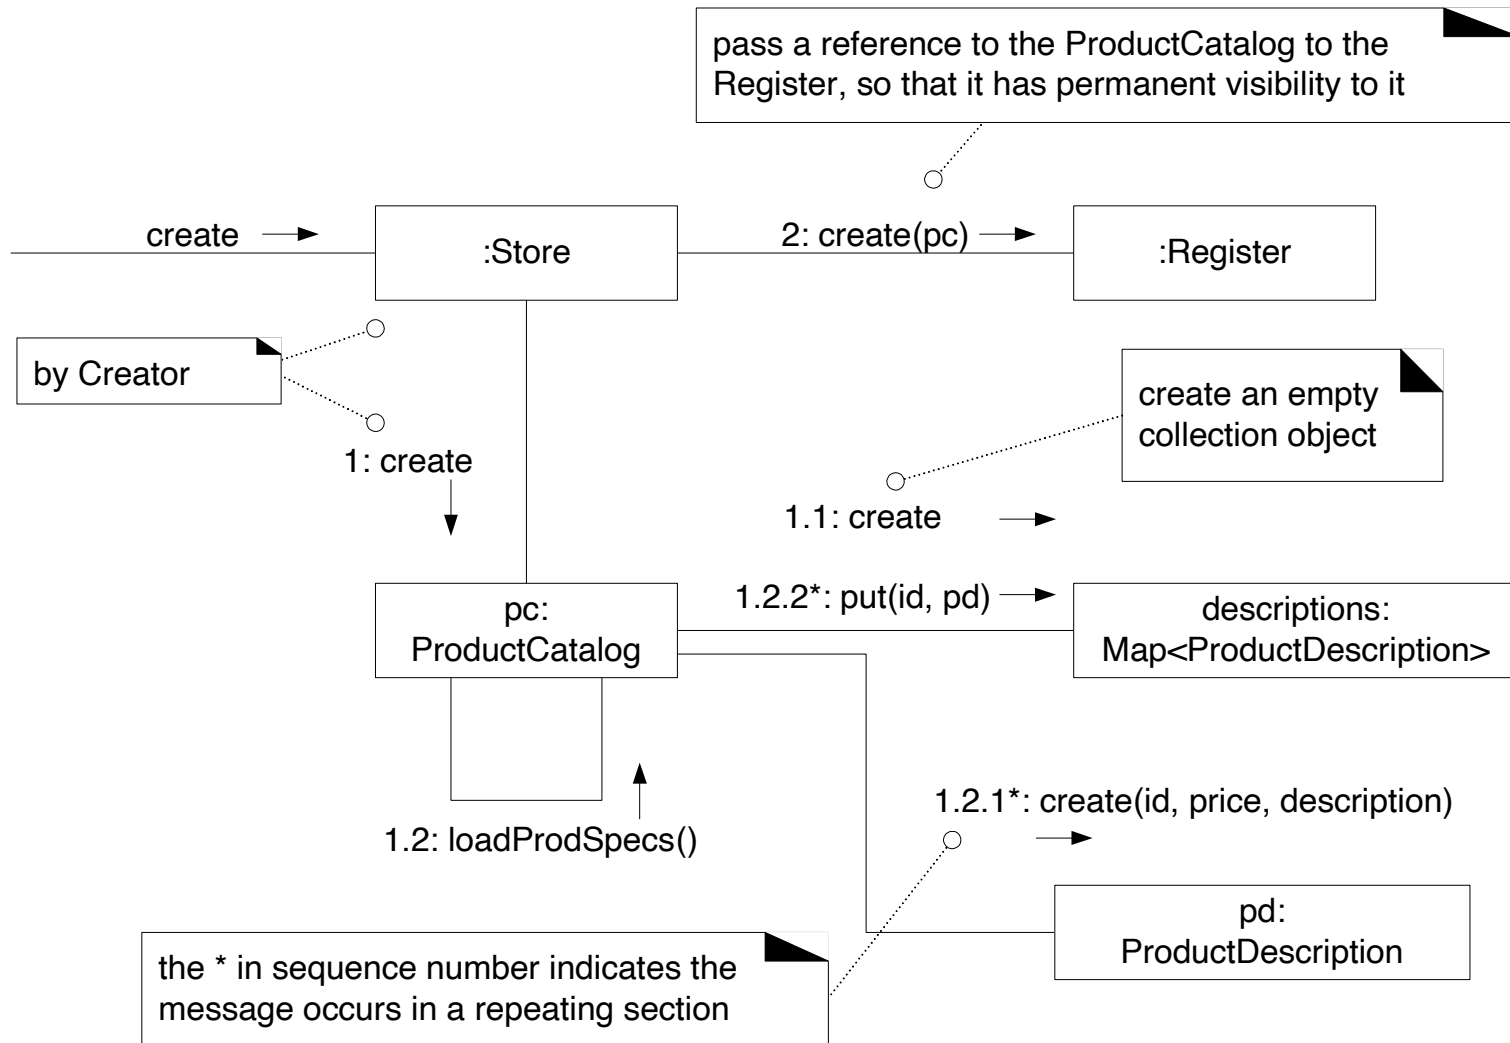 pass a reference to the ProductCatalog to the
Register, so that it has permanent visibility to it
create
:Store
2: create(pc)
:Register
by Creator
create an empty
collection object
1: create
1.1: create
1.2.2*: put(id, pd)
pc:
ProductCatalog
descriptions:
Map<ProductDescription>
1.2.1*: create(id, price, description)
1.2: loadProdSpecs()
pd:
ProductDescription
the * in sequence number indicates the
message occurs in a repeating section